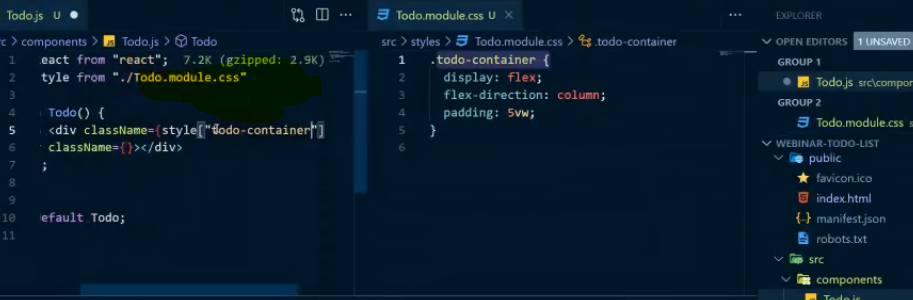 Todo.js
Todo.module.css U
EXPLORER
rc > components > Todo.js > Todo
src > styles > Todo.module.css > .todo-container
OPEN EDITORS 1 UNSAVED
GROUP 1
Todo.js src\compor
GROUP 2
Todo.module.css
WEBINAR-TODO-LIST
public
favicon.ico
index.html
manifest.json
robots.txt
src
components
Todo.js
1 eact from "react"; 7.2K (gzipped: 2.9K)
2 tyle from "./Todo.module.css"
3
4 Todo() {
5 <div className={style["todo-container"]
6 className={}></div>
7 ;
8
9
10 efault Todo;
11
1 .todo-container {
2 display: flex;
3 flex-direction: column;
4 padding: 5vw;
5 }
6